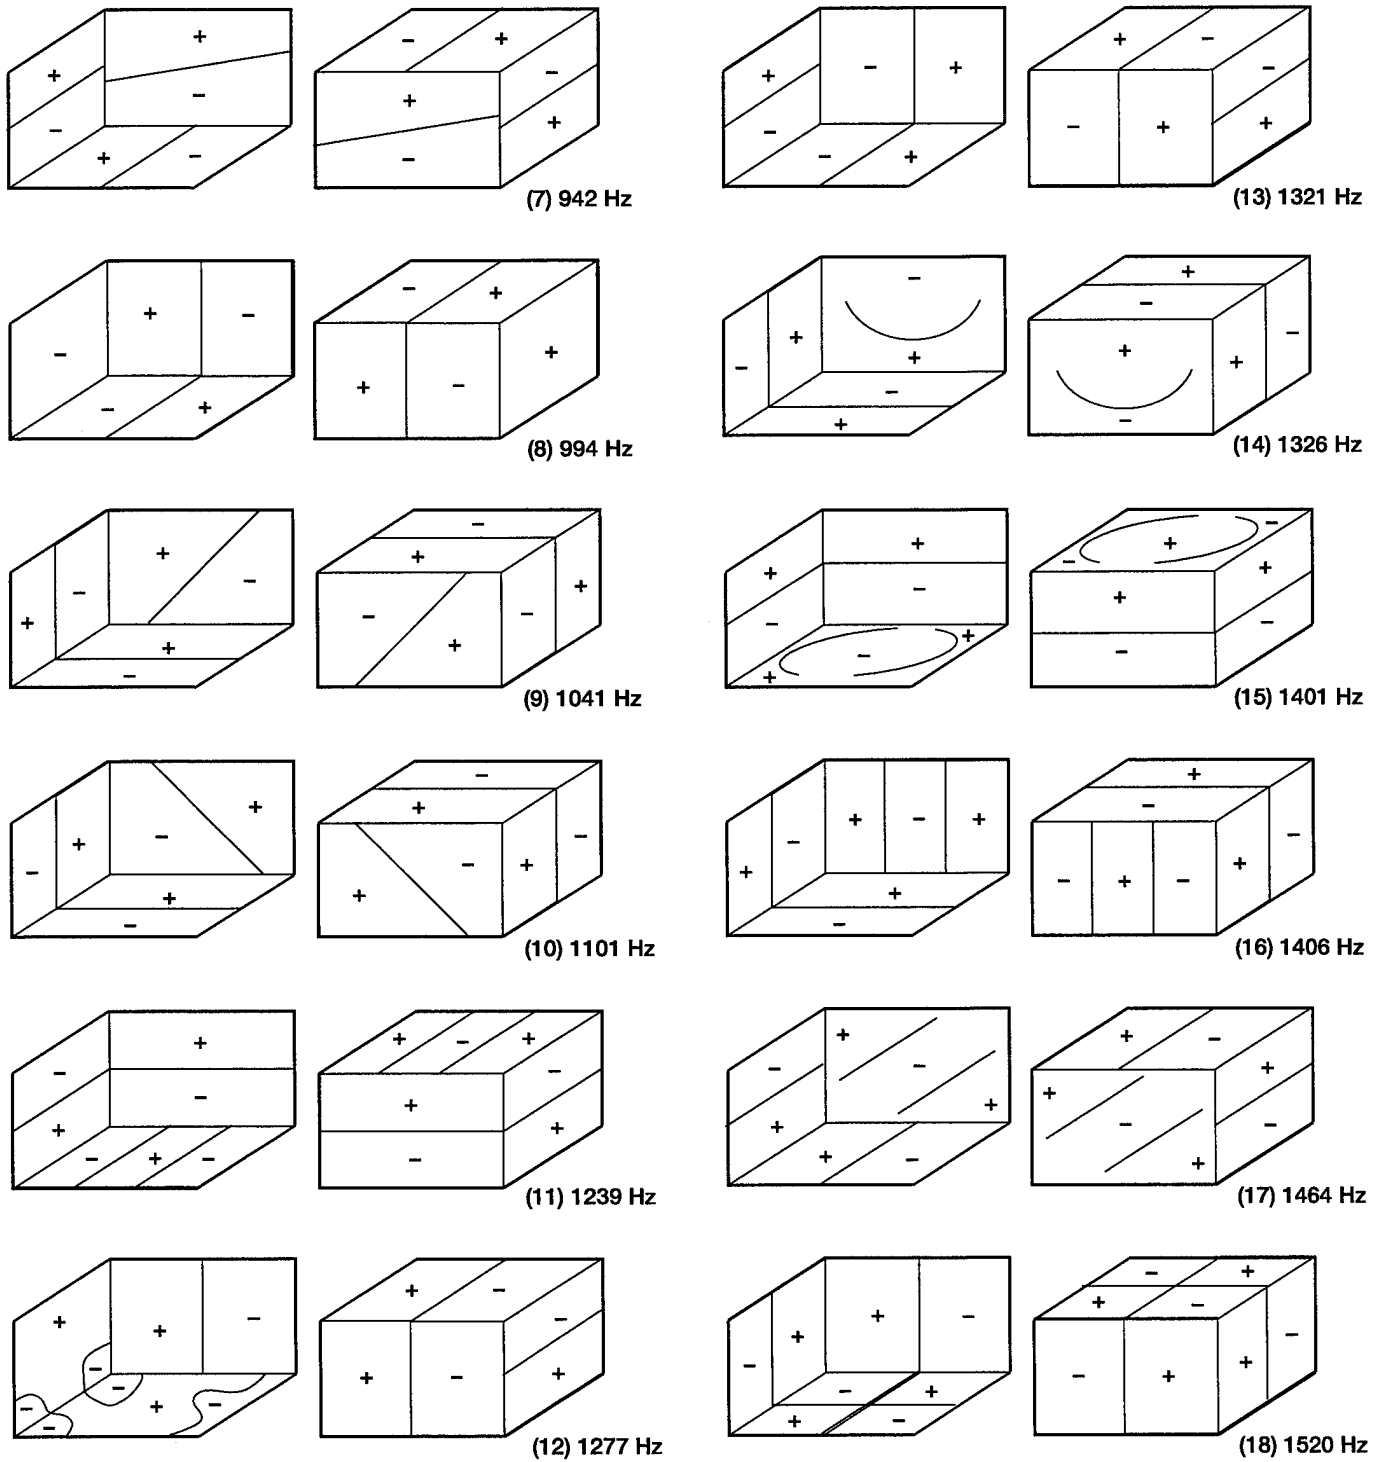 (7) 942 Hz
(8) 994 Hz
(9) 1041 Hz
(10) 1101 Hz
(11) 1239 Hz
(12) 1277 Hz
(13) 1321 Hz
(14) 1326 Hz
(15) 1401 Hz
(16) 1406 Hz
(17) 1464 Hz
(18) 1520 Hz